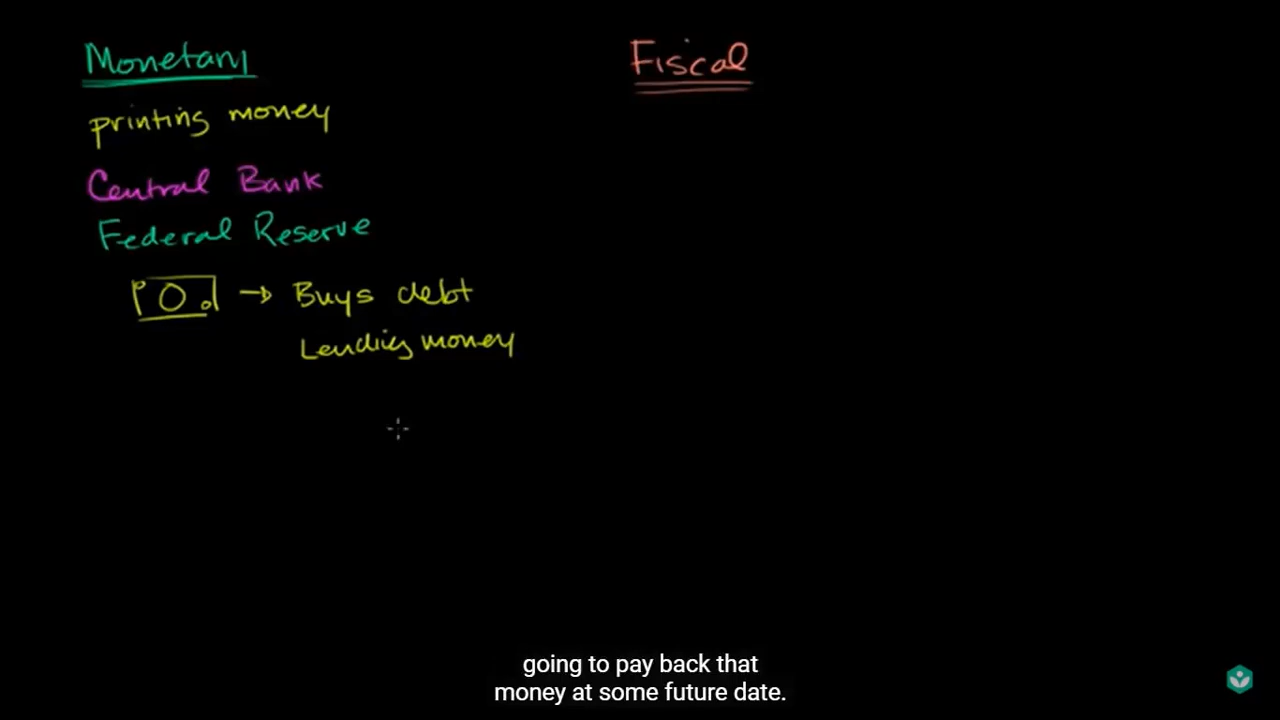 Monetary
Fiscal
printing money
Central Bank
Federal Reserve
Buys debt
Lending money
going to pay back that
money at some future date.